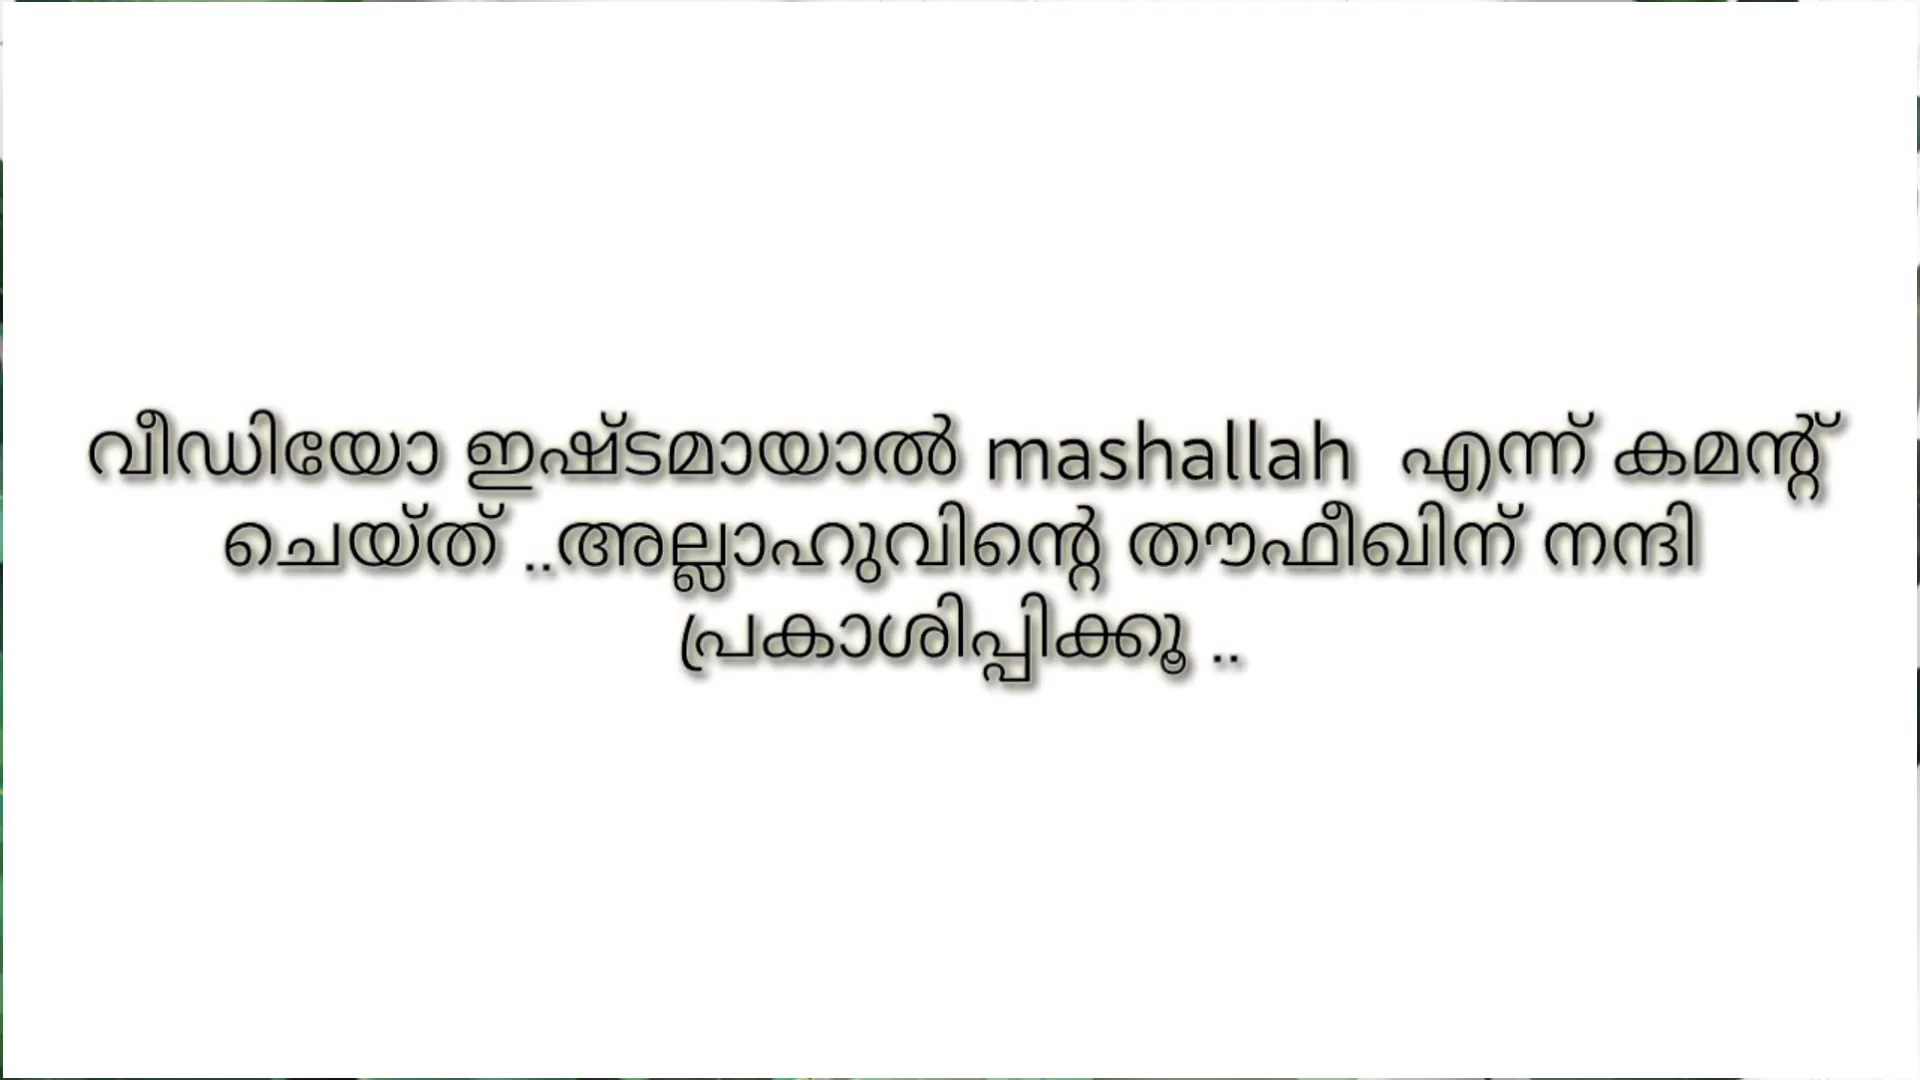 വീഡിയോ ഇഷ്ടമായാൽ mashallah എന്ന് കമന്റ്
ചെയ്ത് ..അല്ലാഹുവിന്റെ തൗഫീഖിന് നന്ദി
പ്രകാശിപ്പിക്കൂ ..